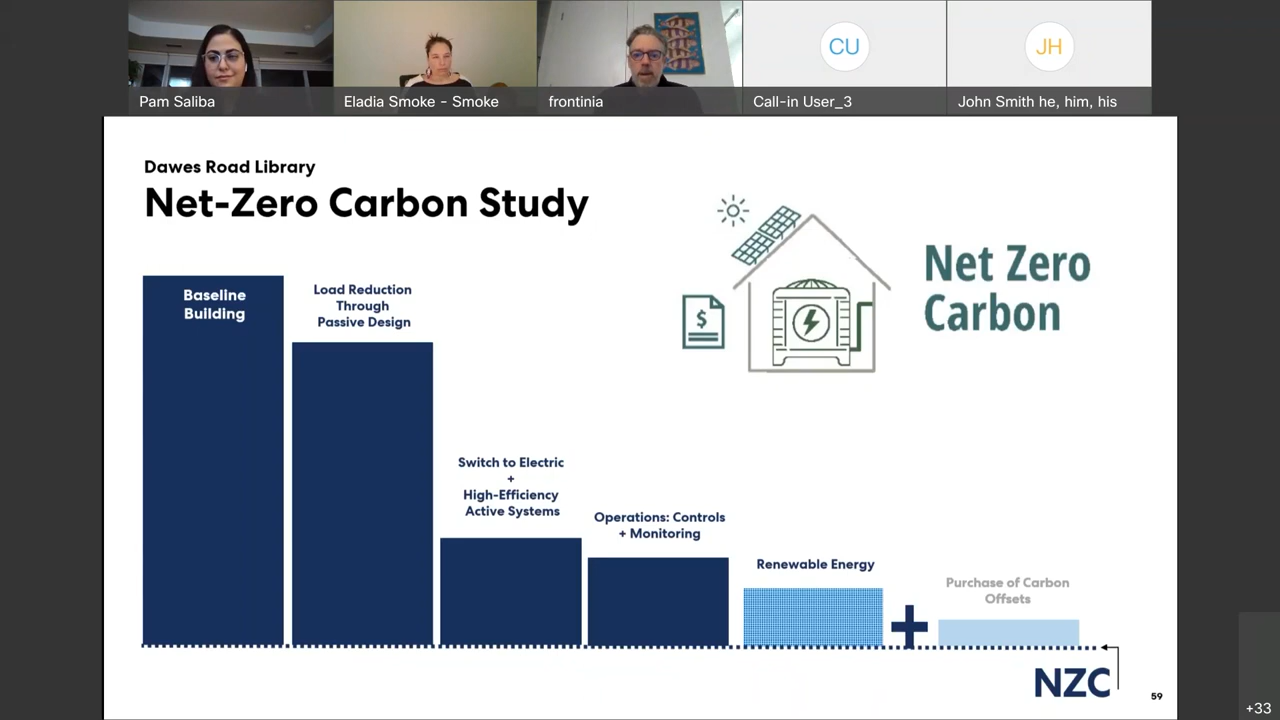 Pam Saliba
Eladia Smoke - Smoke
frontinia
CU
Call-in User_3
JH
John Smith he, him, his
Dawes Road Library
Net-Zero Carbon Study
Net Zero
Carbon
$
Baseline
Building
Load Reduction
Through
Passive Design
Switch to Electric
+
High-Efficiency
Active Systems
Operations: Controls
+ Monitoring
Renewable Energy
+
Purchase of Carbon
Offsets
NZC
59
+33